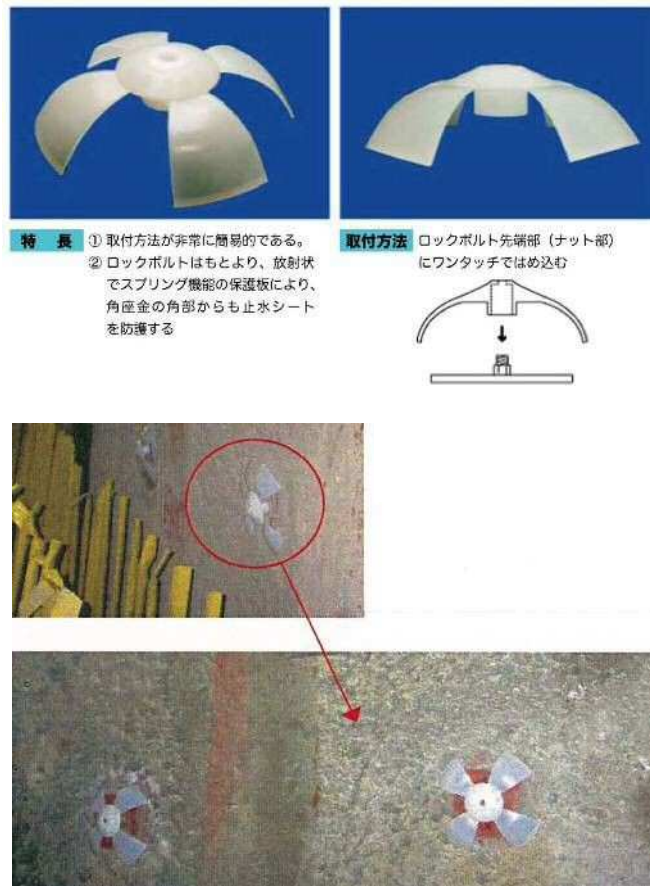 特 長
① 取付方法が非常に簡易的である。
② ロックボルトはもとより、放射状
でスプリング機能の保護板により、
角座金の角部からも止水シート
を防護する
取付方法
ロックボルト先端部（ナット部）
にワンタッチではめ込む